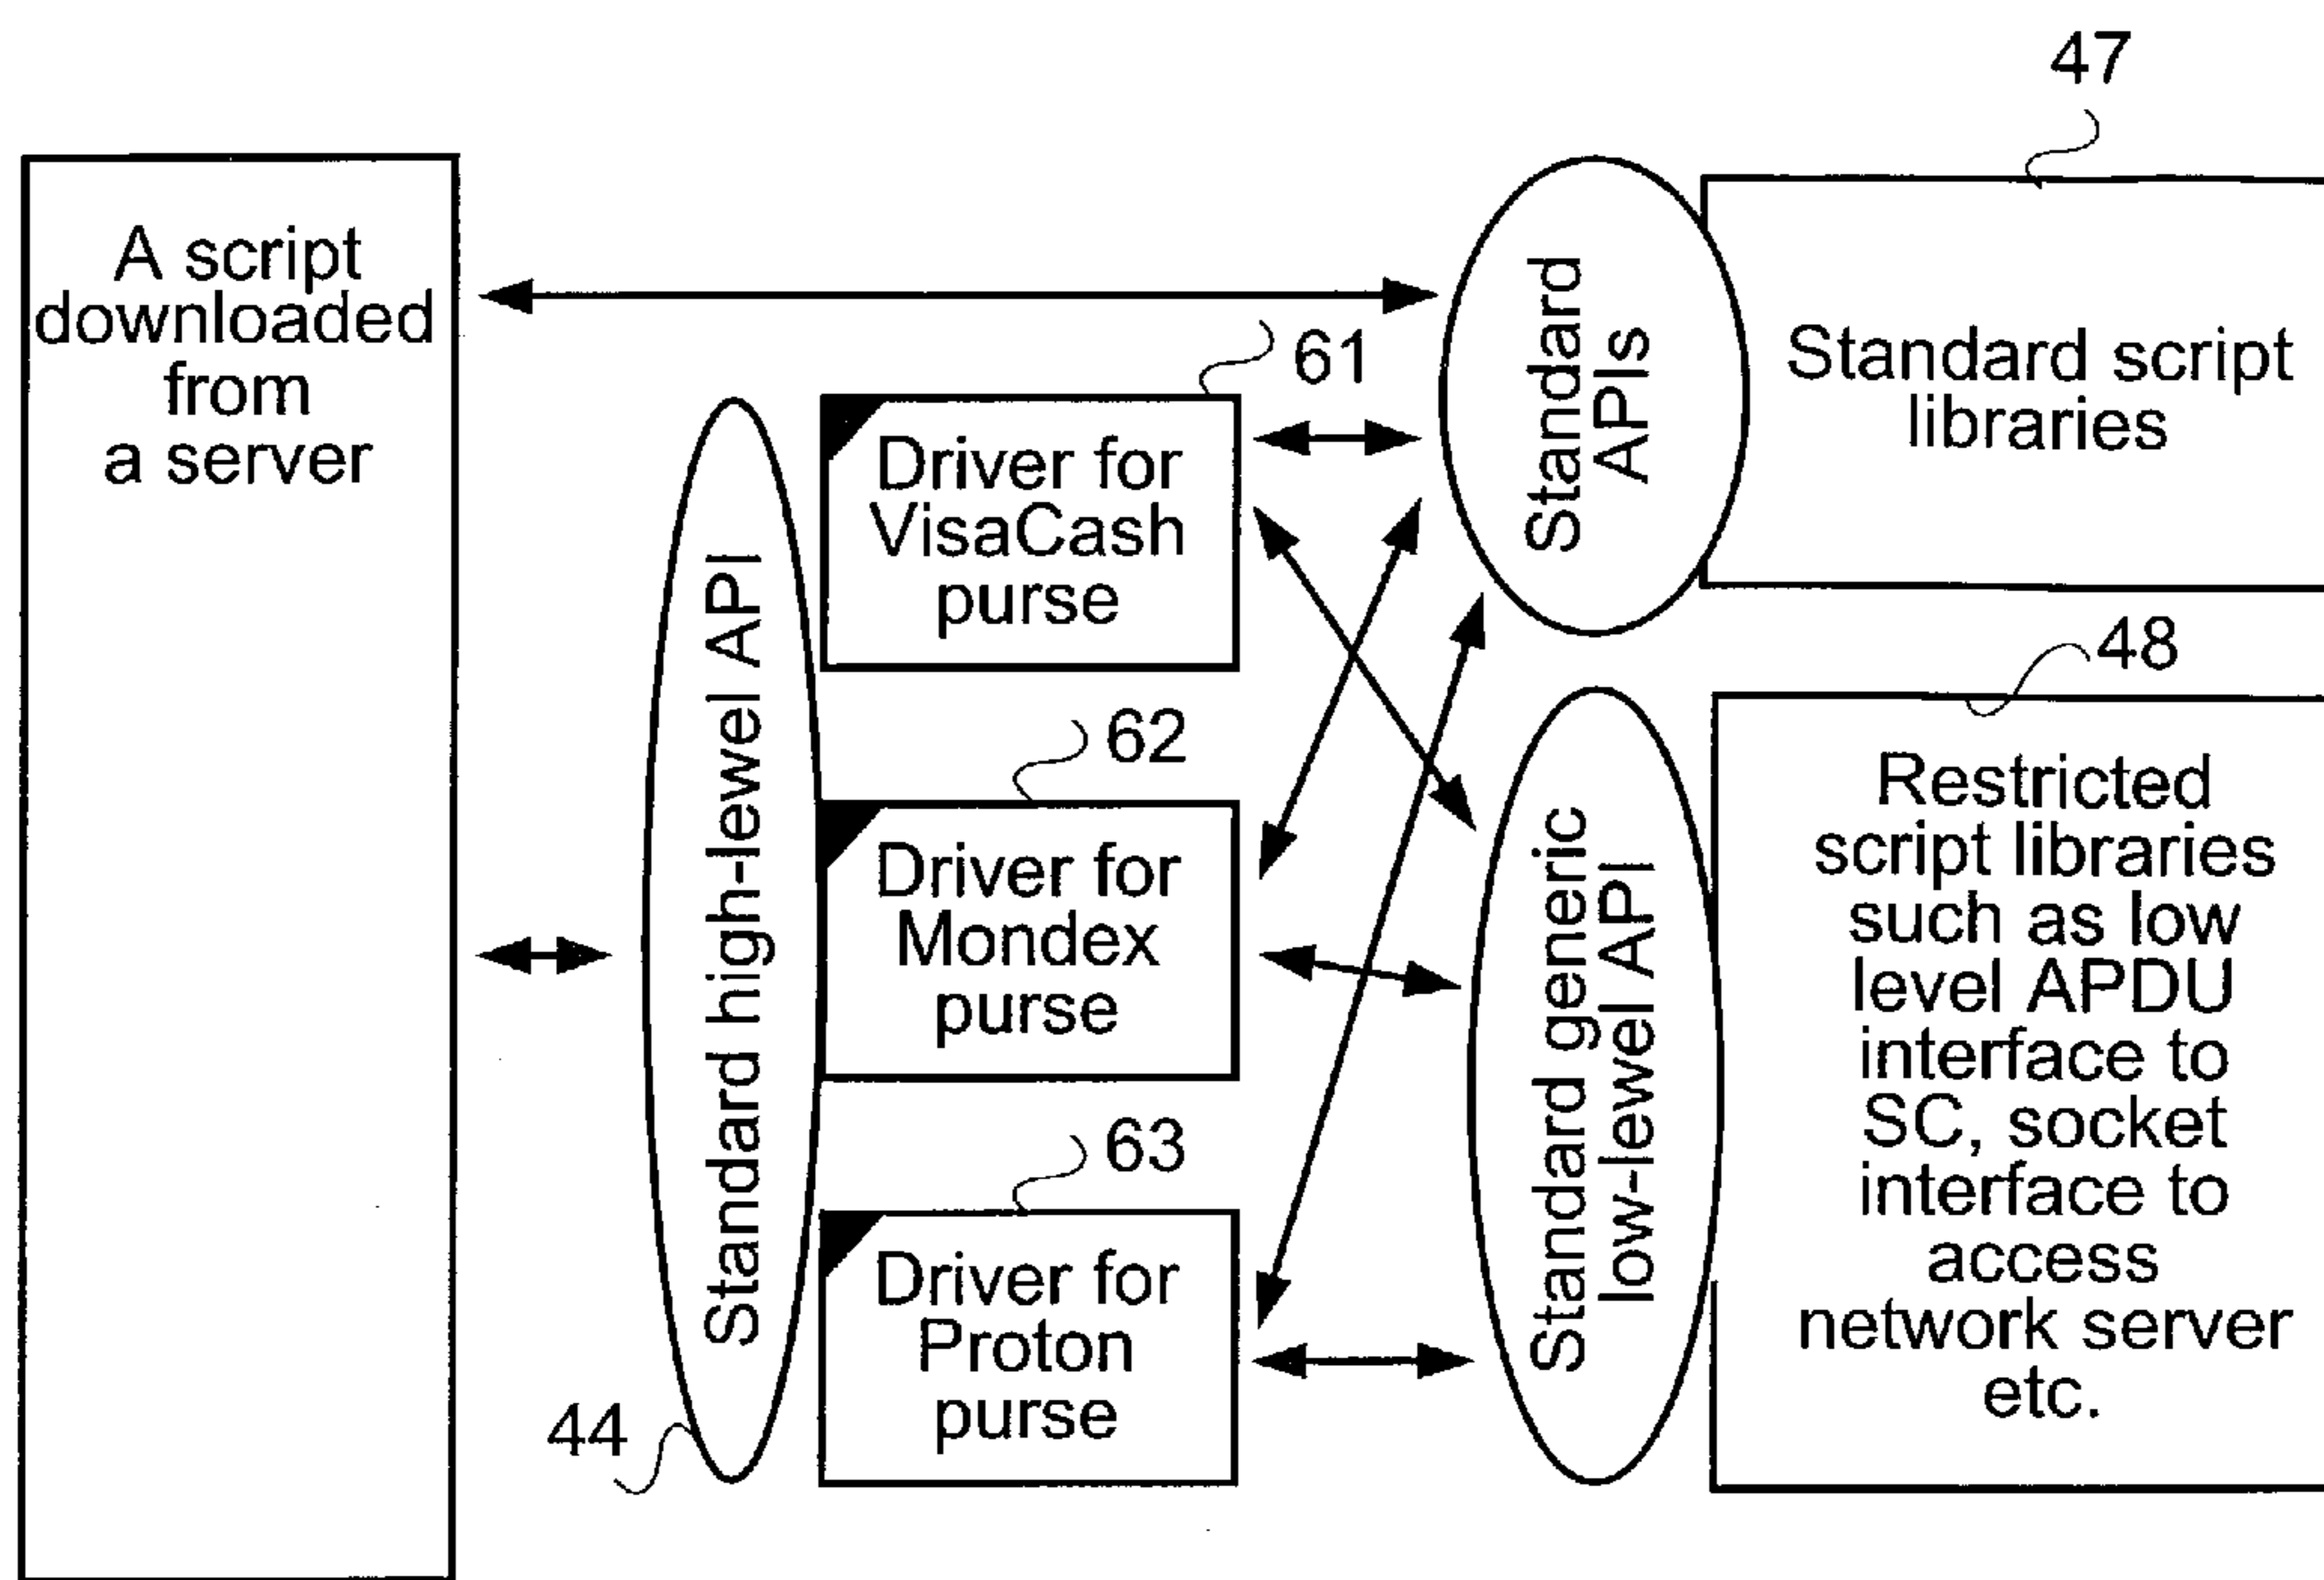 47
A script
downloaded
from
a server
Standard
APIs
Standard script
libraries
61
Driver for
VisaCash
purse
Standard high-lewel API
48
62
Driver for
Mondex
purse
Standard generic
low-lewel API
Restricted
script libraries
such as low
level APDU
interface to
SC, socket
interface to
access
network server
etc.
63
Driver for
Proton
purse
44